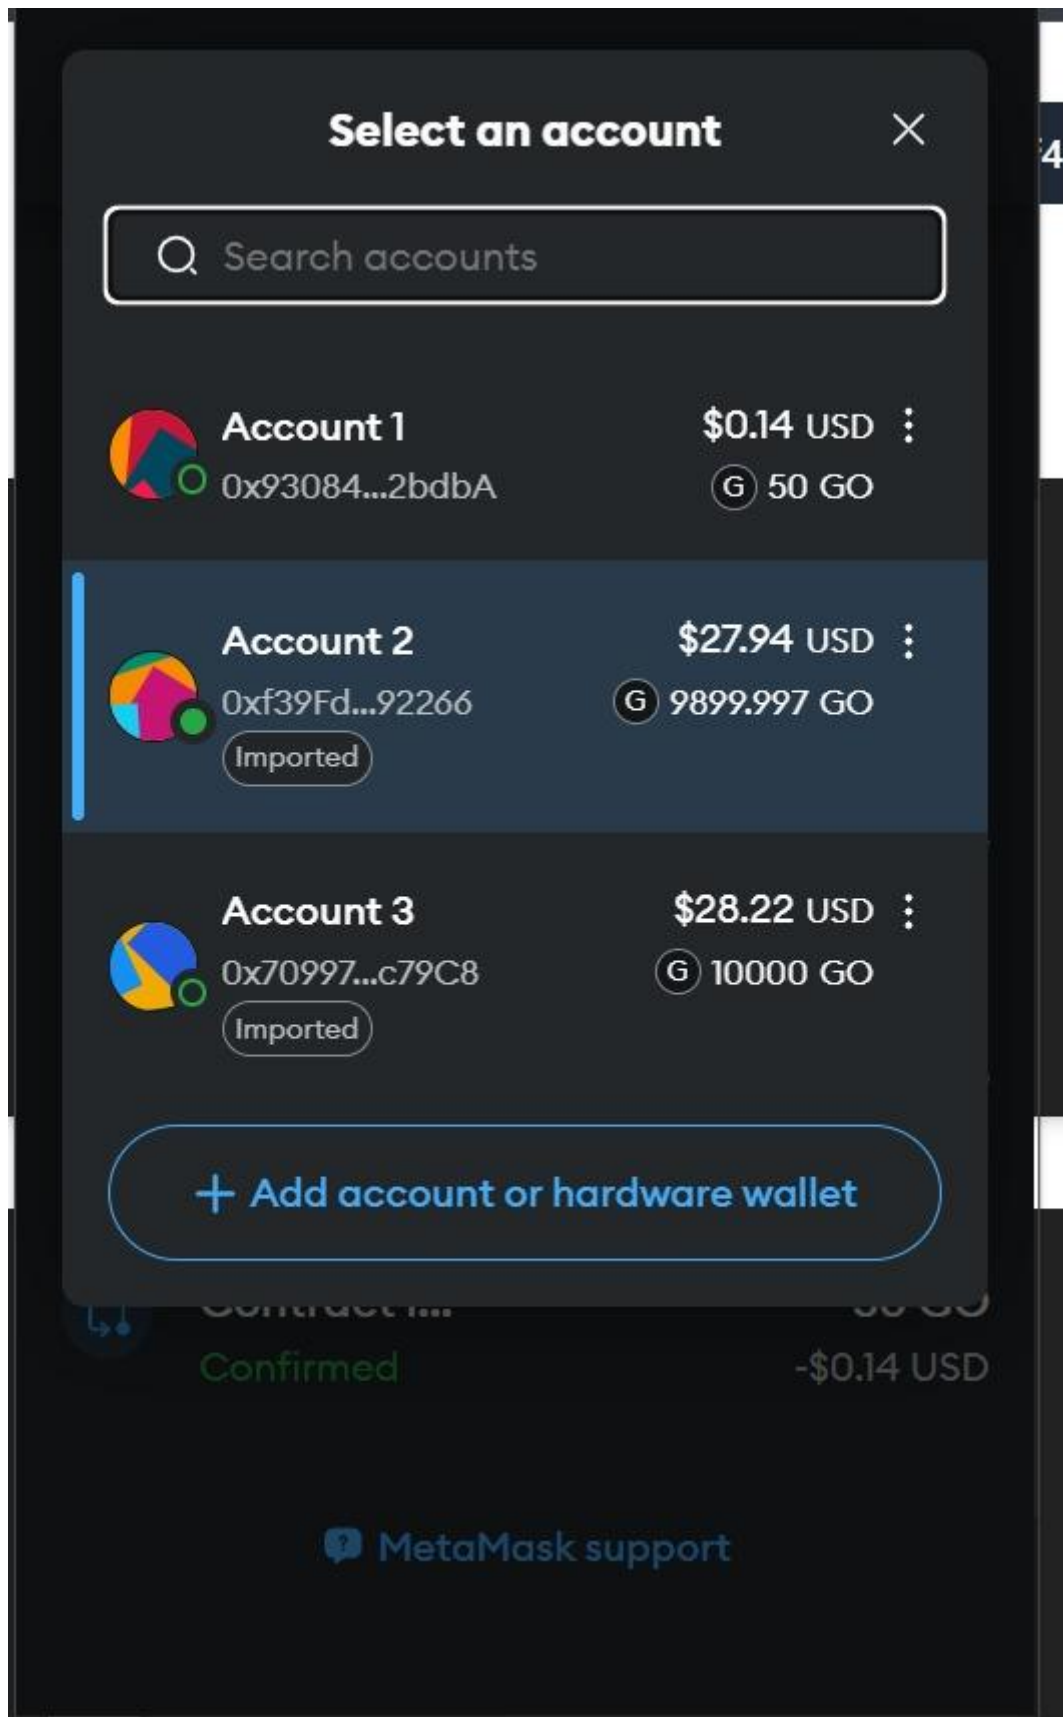 Select an account
4
Search accounts
Account 1
$0.14 USD
0x93084...2bdbA
G 50 GO
Account 2
$27.94 USD
0xf39Fd...92266
G 9899.997 GO
Imported
Account 3
$28.22 USD
0x70997...c79C8
G 10000 GO
Imported
+ Add account or hardware wallet
Confirmed
-$0.14 USD
MetaMask support